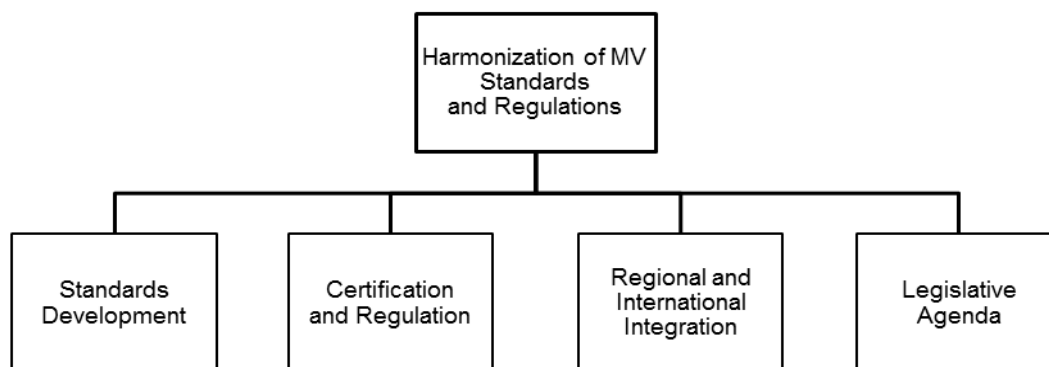 Harmonization of MV
Standards
and Regulations
Standards
Development
Certification
and Regulation
Regional and
International
Integration
Legislative
Agenda